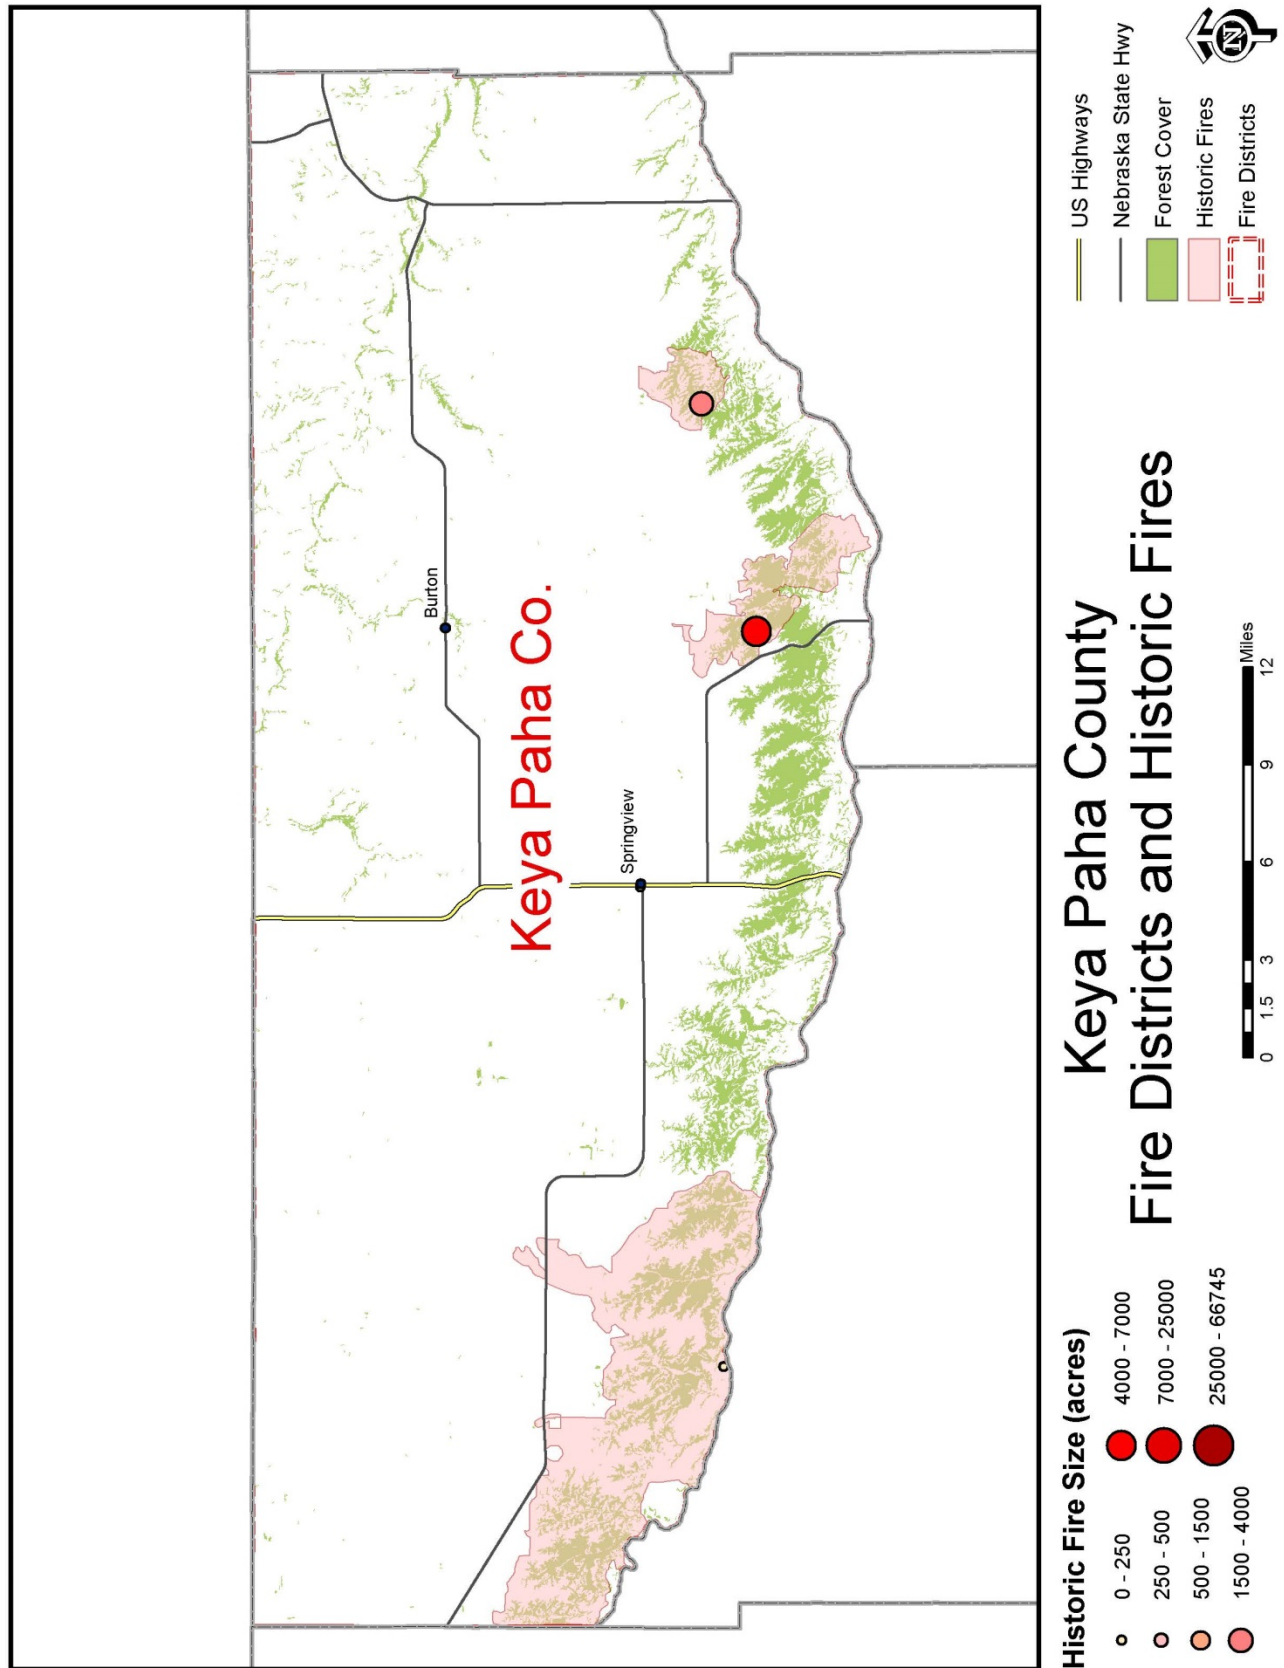 Burton
Keya Paha Co.
Springview
Keya Paha County
Fire Districts and Historic Fires
Historic Fire Size (acres)
0 - 250
250 - 500
500 - 1500
1500 - 4000
4000 - 7000
7000 - 25000
25000 - 66745
0 1.5 3 6 9 12
Miles
US Highways
Nebraska State Hwy
Forest Cover
Historic Fires
Fire Districts
N